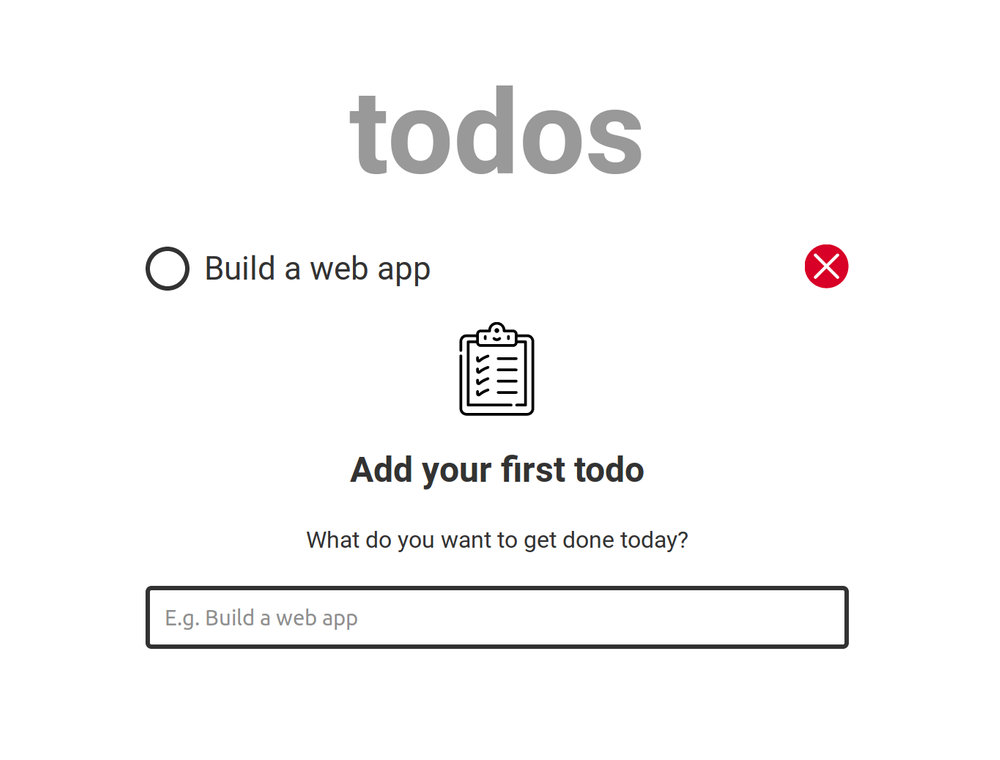 todos
Build a web app
Add your first todo
What do you want to get done today?
E.g. Build a web app